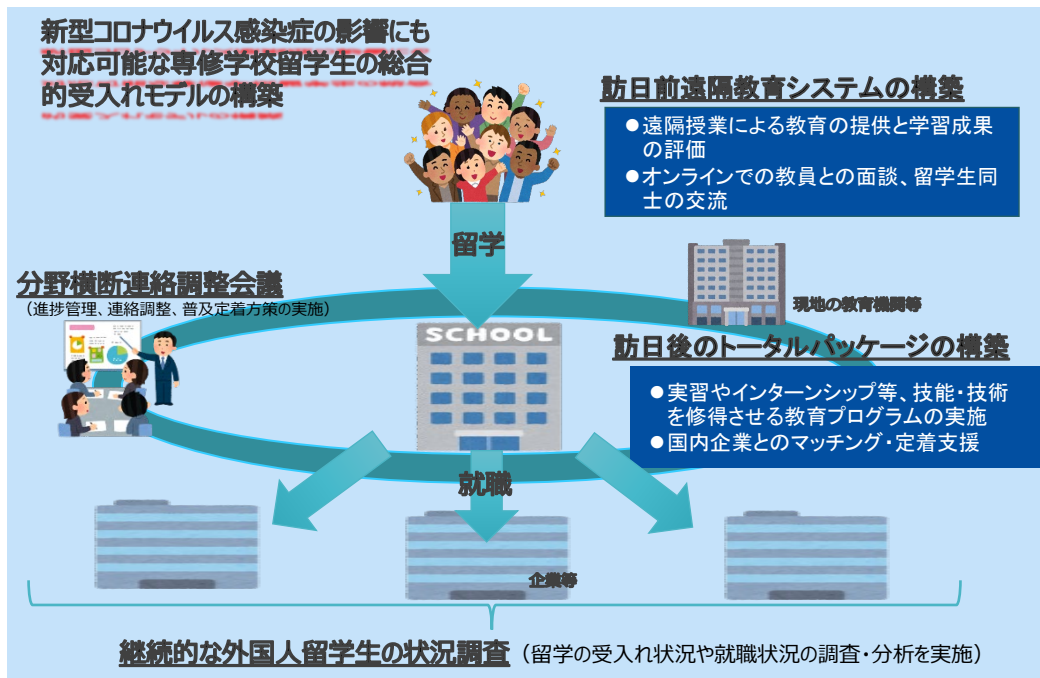 新型コロナウイルス感染症の影響にも
対応可能な専修学校留学生の総合
的受入れモデルの構築
訪日前遠隔教育システムの構築
●遠隔授業による教育の提供と学習成果
の評価
●オンラインでの教員との面談、留学生同
士の交流
留学
分野横断連絡調整会議
（進捗管理、連絡調整、普及定着方策の実施）
現地の教育機関等
SCHOOL
訪日後のトータルパッケージの構築
●実習やインターンシップ等、技能・技術
を修得させる教育プログラムの実施
●国内企業とのマッチング・定着支援
就職
企業等
継続的な外国人留学生の状況調査（留学の受入れ状況や就職状況の調査・分析を実施）